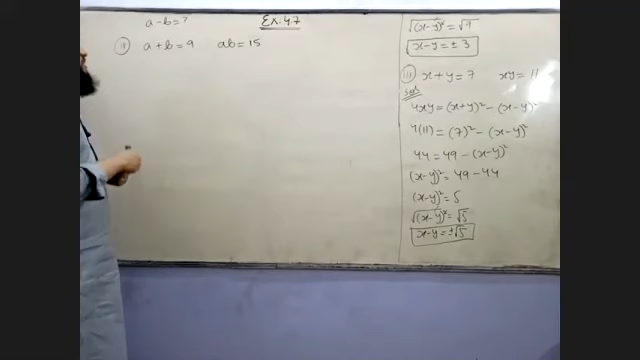 a-b=?
Ex:4.7
(ii) a+b=9 ab=15
√(x-y)² = √9
x-y = ± 3
(iii) x+y=7 xy=11
Sol:
4xy=(x+y)²-(x-y)²
4(11)=(7)²-(x-y)²
44=49-(x-y)²
(x-y)²=49-44
(x-y)²=5
√(x-y)²=√5
x-y=±√5